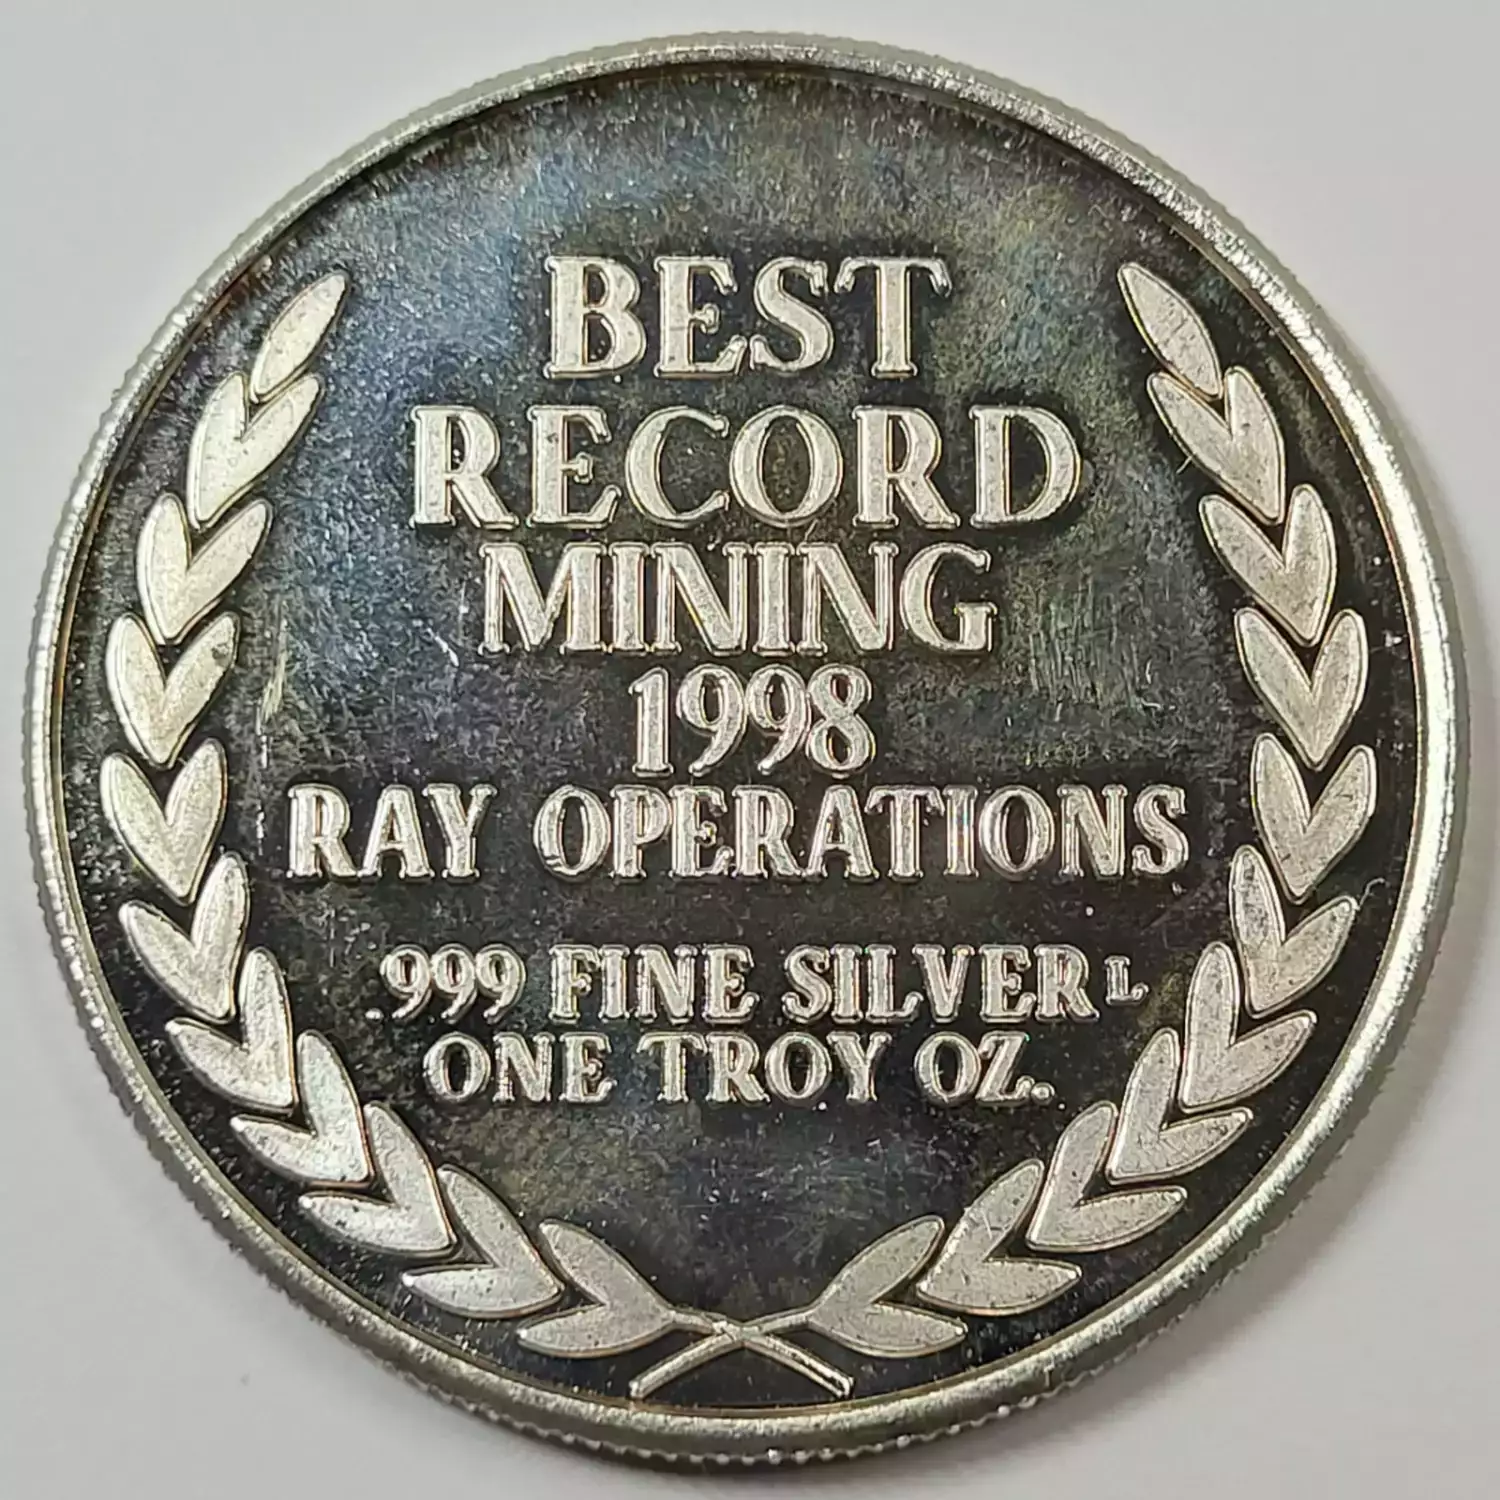 BEST
RECORD
MINING
1998
RAY OPERATIONS
.999 FINE SILVER L
ONE TROY OZ.